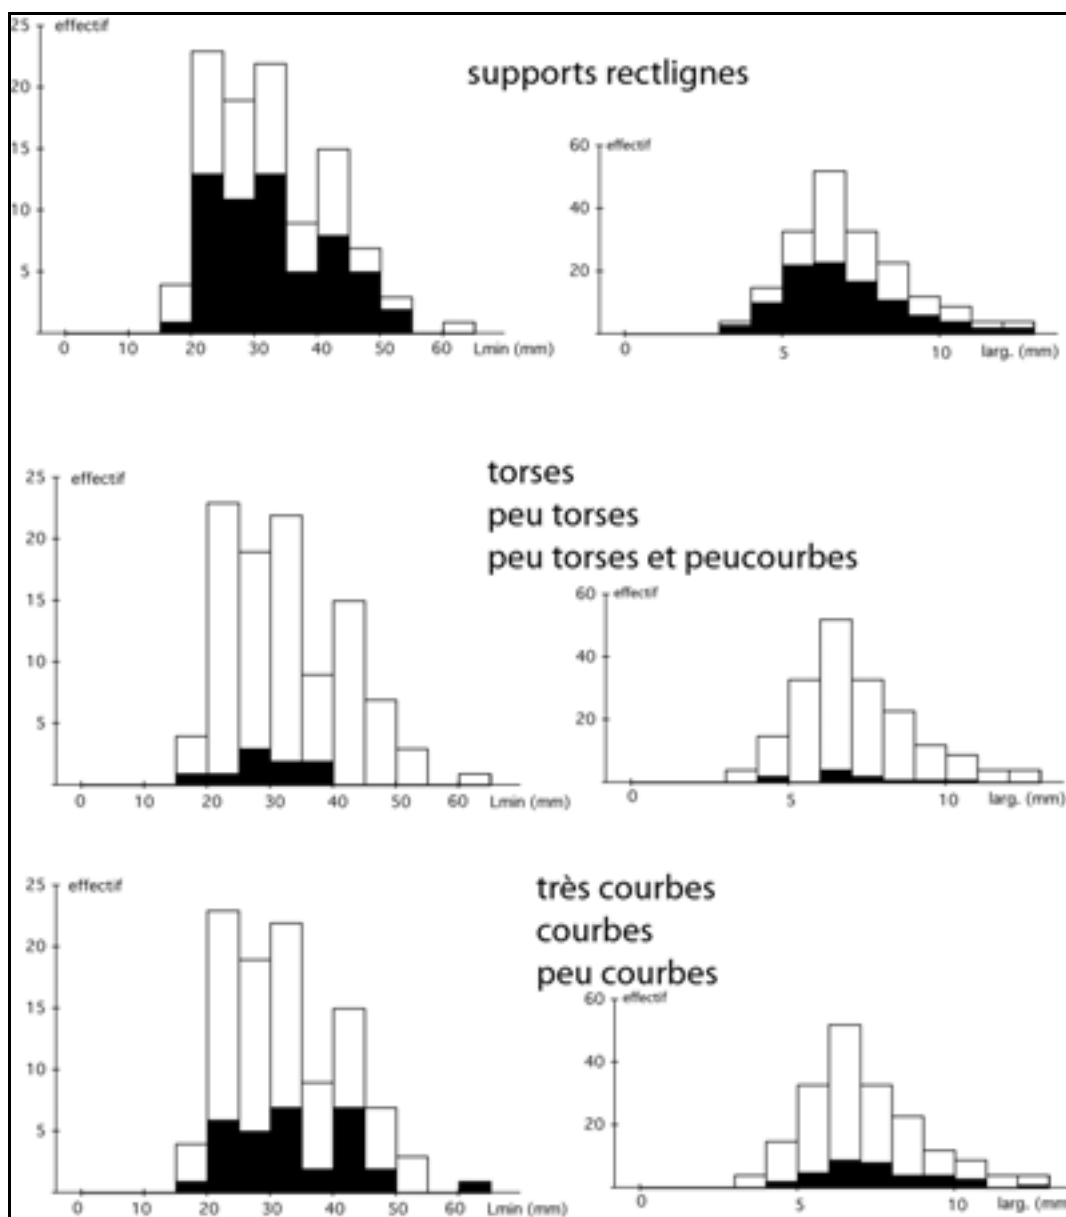 25 effectif
supports rectlignes
20
15
10
5
0 10 20 30 40 50 60 Lmin (mm)
60 effectif
40
20
0 5 10 larg. (mm)
torses
peu torses
peu torses et peucourbes
25 effectif
20
15
10
5
0 10 20 30 40 50 60 Lmin (mm)
60 effectif
40
20
0 5 10 larg. (mm)
très courbes
courbes
peu courbes
25 effectif
20
15
10
5
0 10 20 30 40 50 60 Lmin (mm)
60 effectif
40
20
0 5 10 larg. (mm)